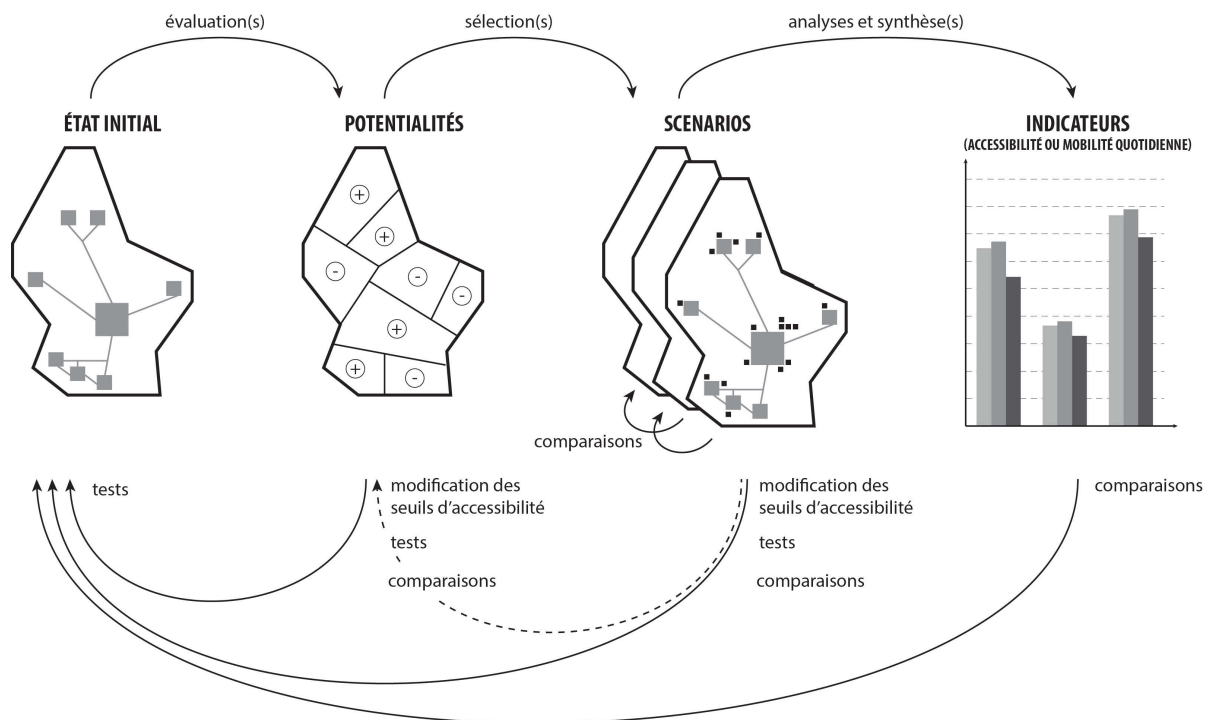 évaluation(s)
sélection(s)
analyses et synthèse(s)
ÉTAT INITIAL
POTENTIALITÉS
SCENARIOS
INDICATEURS
(ACCESSIBILITÉ OU MOBILITÉ QUOTIDIENNE)
+
+
-
-
-
+
+
-
comparaisons
tests
modification des
seuils d'accessibilité
tests
comparaisons
modification des
seuils d'accessibilité
tests
comparaisons
comparaisons